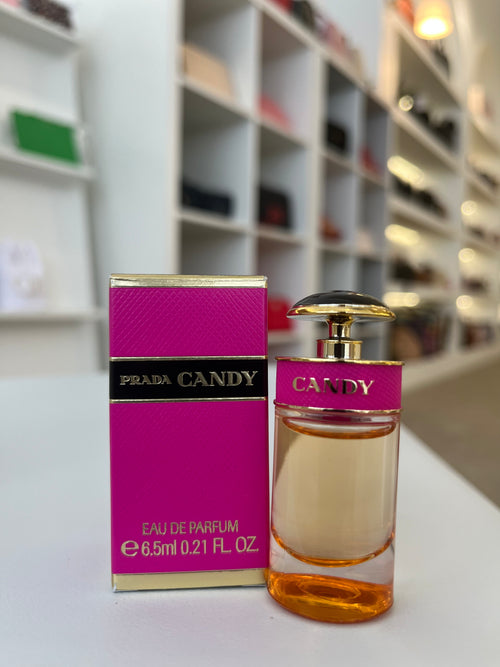 PRADA CANDY
EAU DE PARFUM
℮ 6.5ml 0.21 FL. OZ.
CANDY